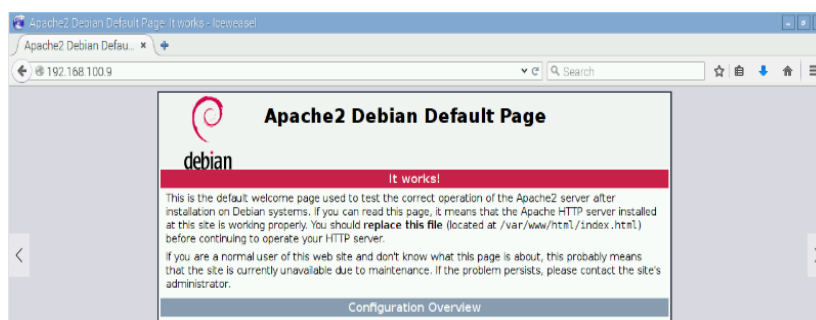 Apache2 Debian Default Page: It works - Iceweasel
Apache2 Debian Defau...
192.168.100.9
Search
debian
Apache2 Debian Default Page
It works!
This is the default welcome page used to test the correct operation of the Apache2 server after
installation on Debian systems. If you can read this page, it means that the Apache HTTP server installed
at this site is working properly. You should replace this file (located at /var/www/html/index.html)
before continuing to operate your HTTP server.
If you are a normal user of this web site and don't know what this page is about, this probably means
that the site is currently unavailable due to maintenance. If the problem persists, please contact the site's
administrator.
Configuration Overview